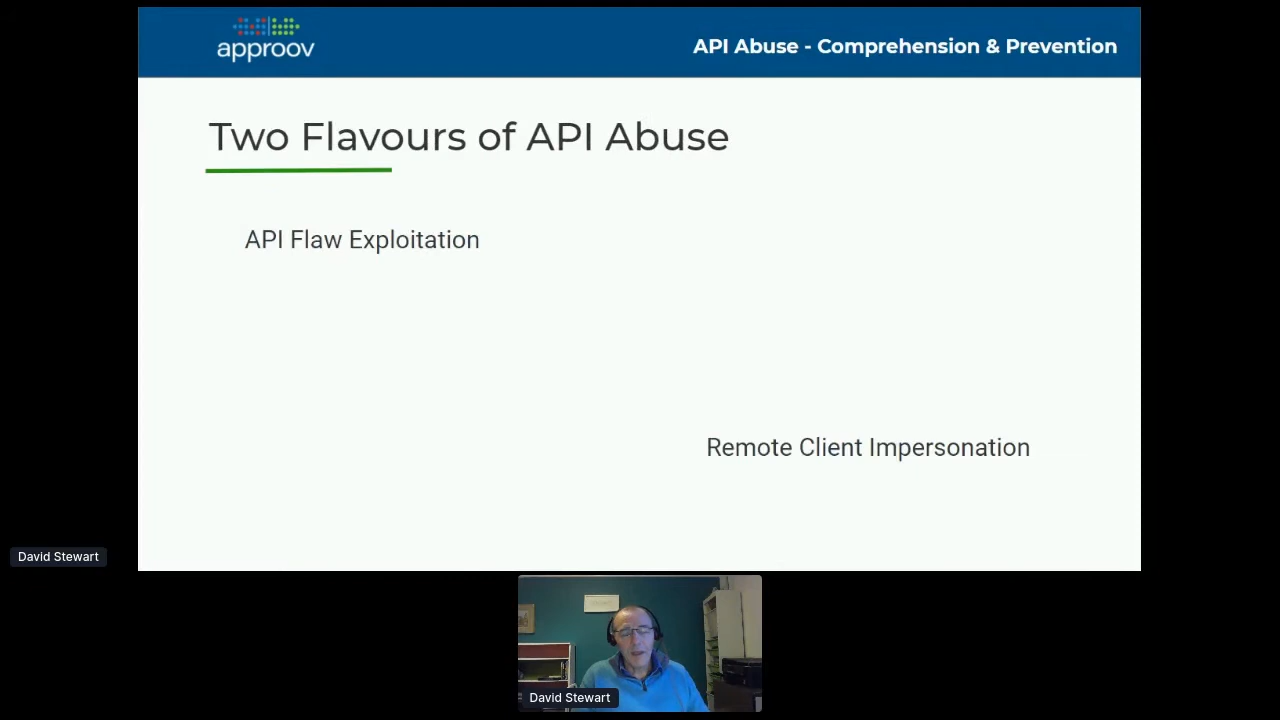 approov
API Abuse - Comprehension & Prevention
Two Flavours of API Abuse
API Flaw Exploitation
Remote Client Impersonation
David Stewart
David Stewart